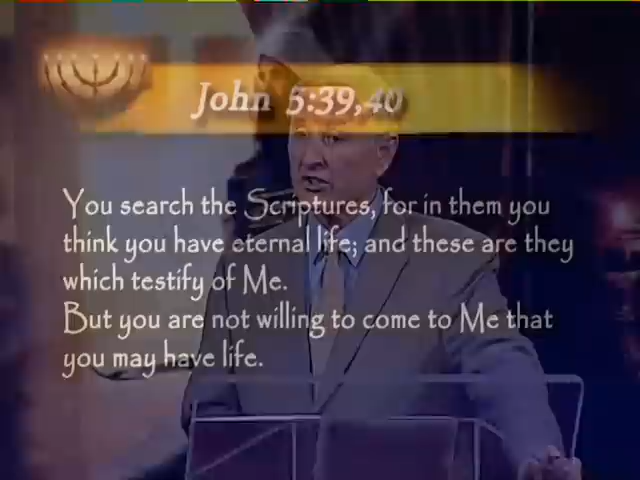 John 5:39,40
You search the Scriptures, for in them you
think you have eternal life; and these are they
which testify of Me.
But you are not willing to come to Me that
you may have life.